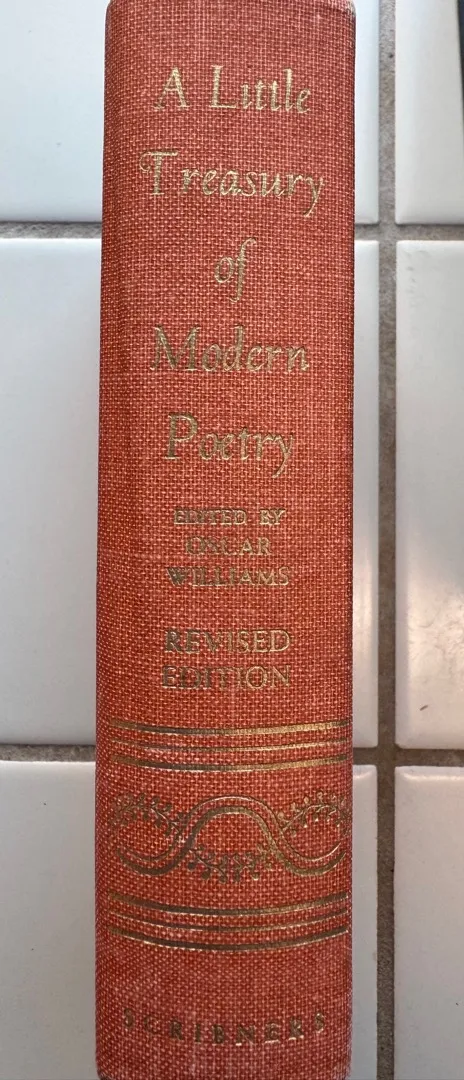 A Little
Treasury
of
Modern
Poetry
EDITED BY
OSCAR
WILLIAMS
REVISED
EDITION
SCRIBNERS